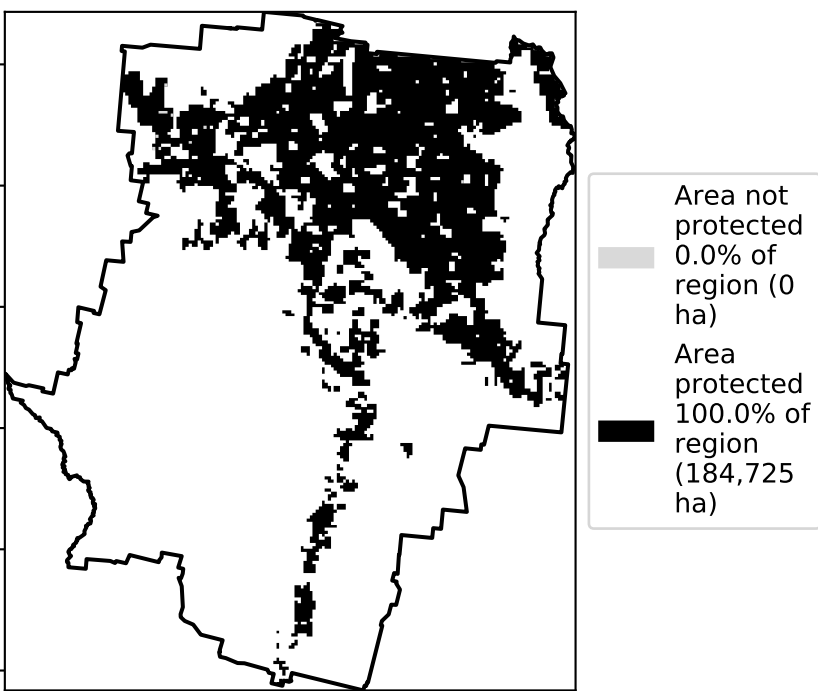 Area not
protected
0.0% of
region (0
ha)
Area
protected
100.0% of
region
(184,725
ha)